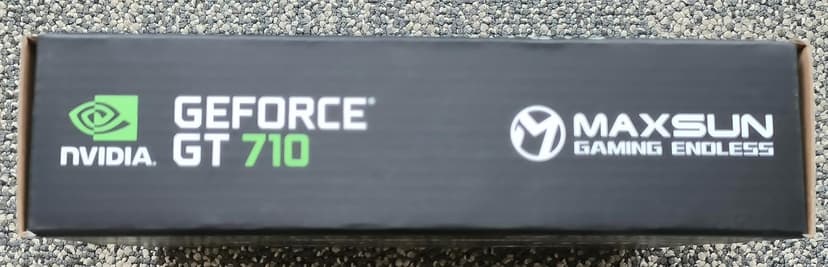 NVIDIA.
GEFORCE®
GT 710
MAXSUN
GAMING ENDLESS